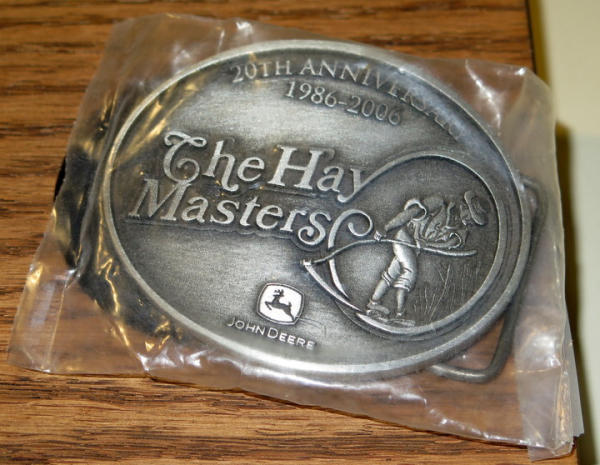 20TH ANNIVERSARY
1986-2006
The Hay
Masters
JOHN DEERE